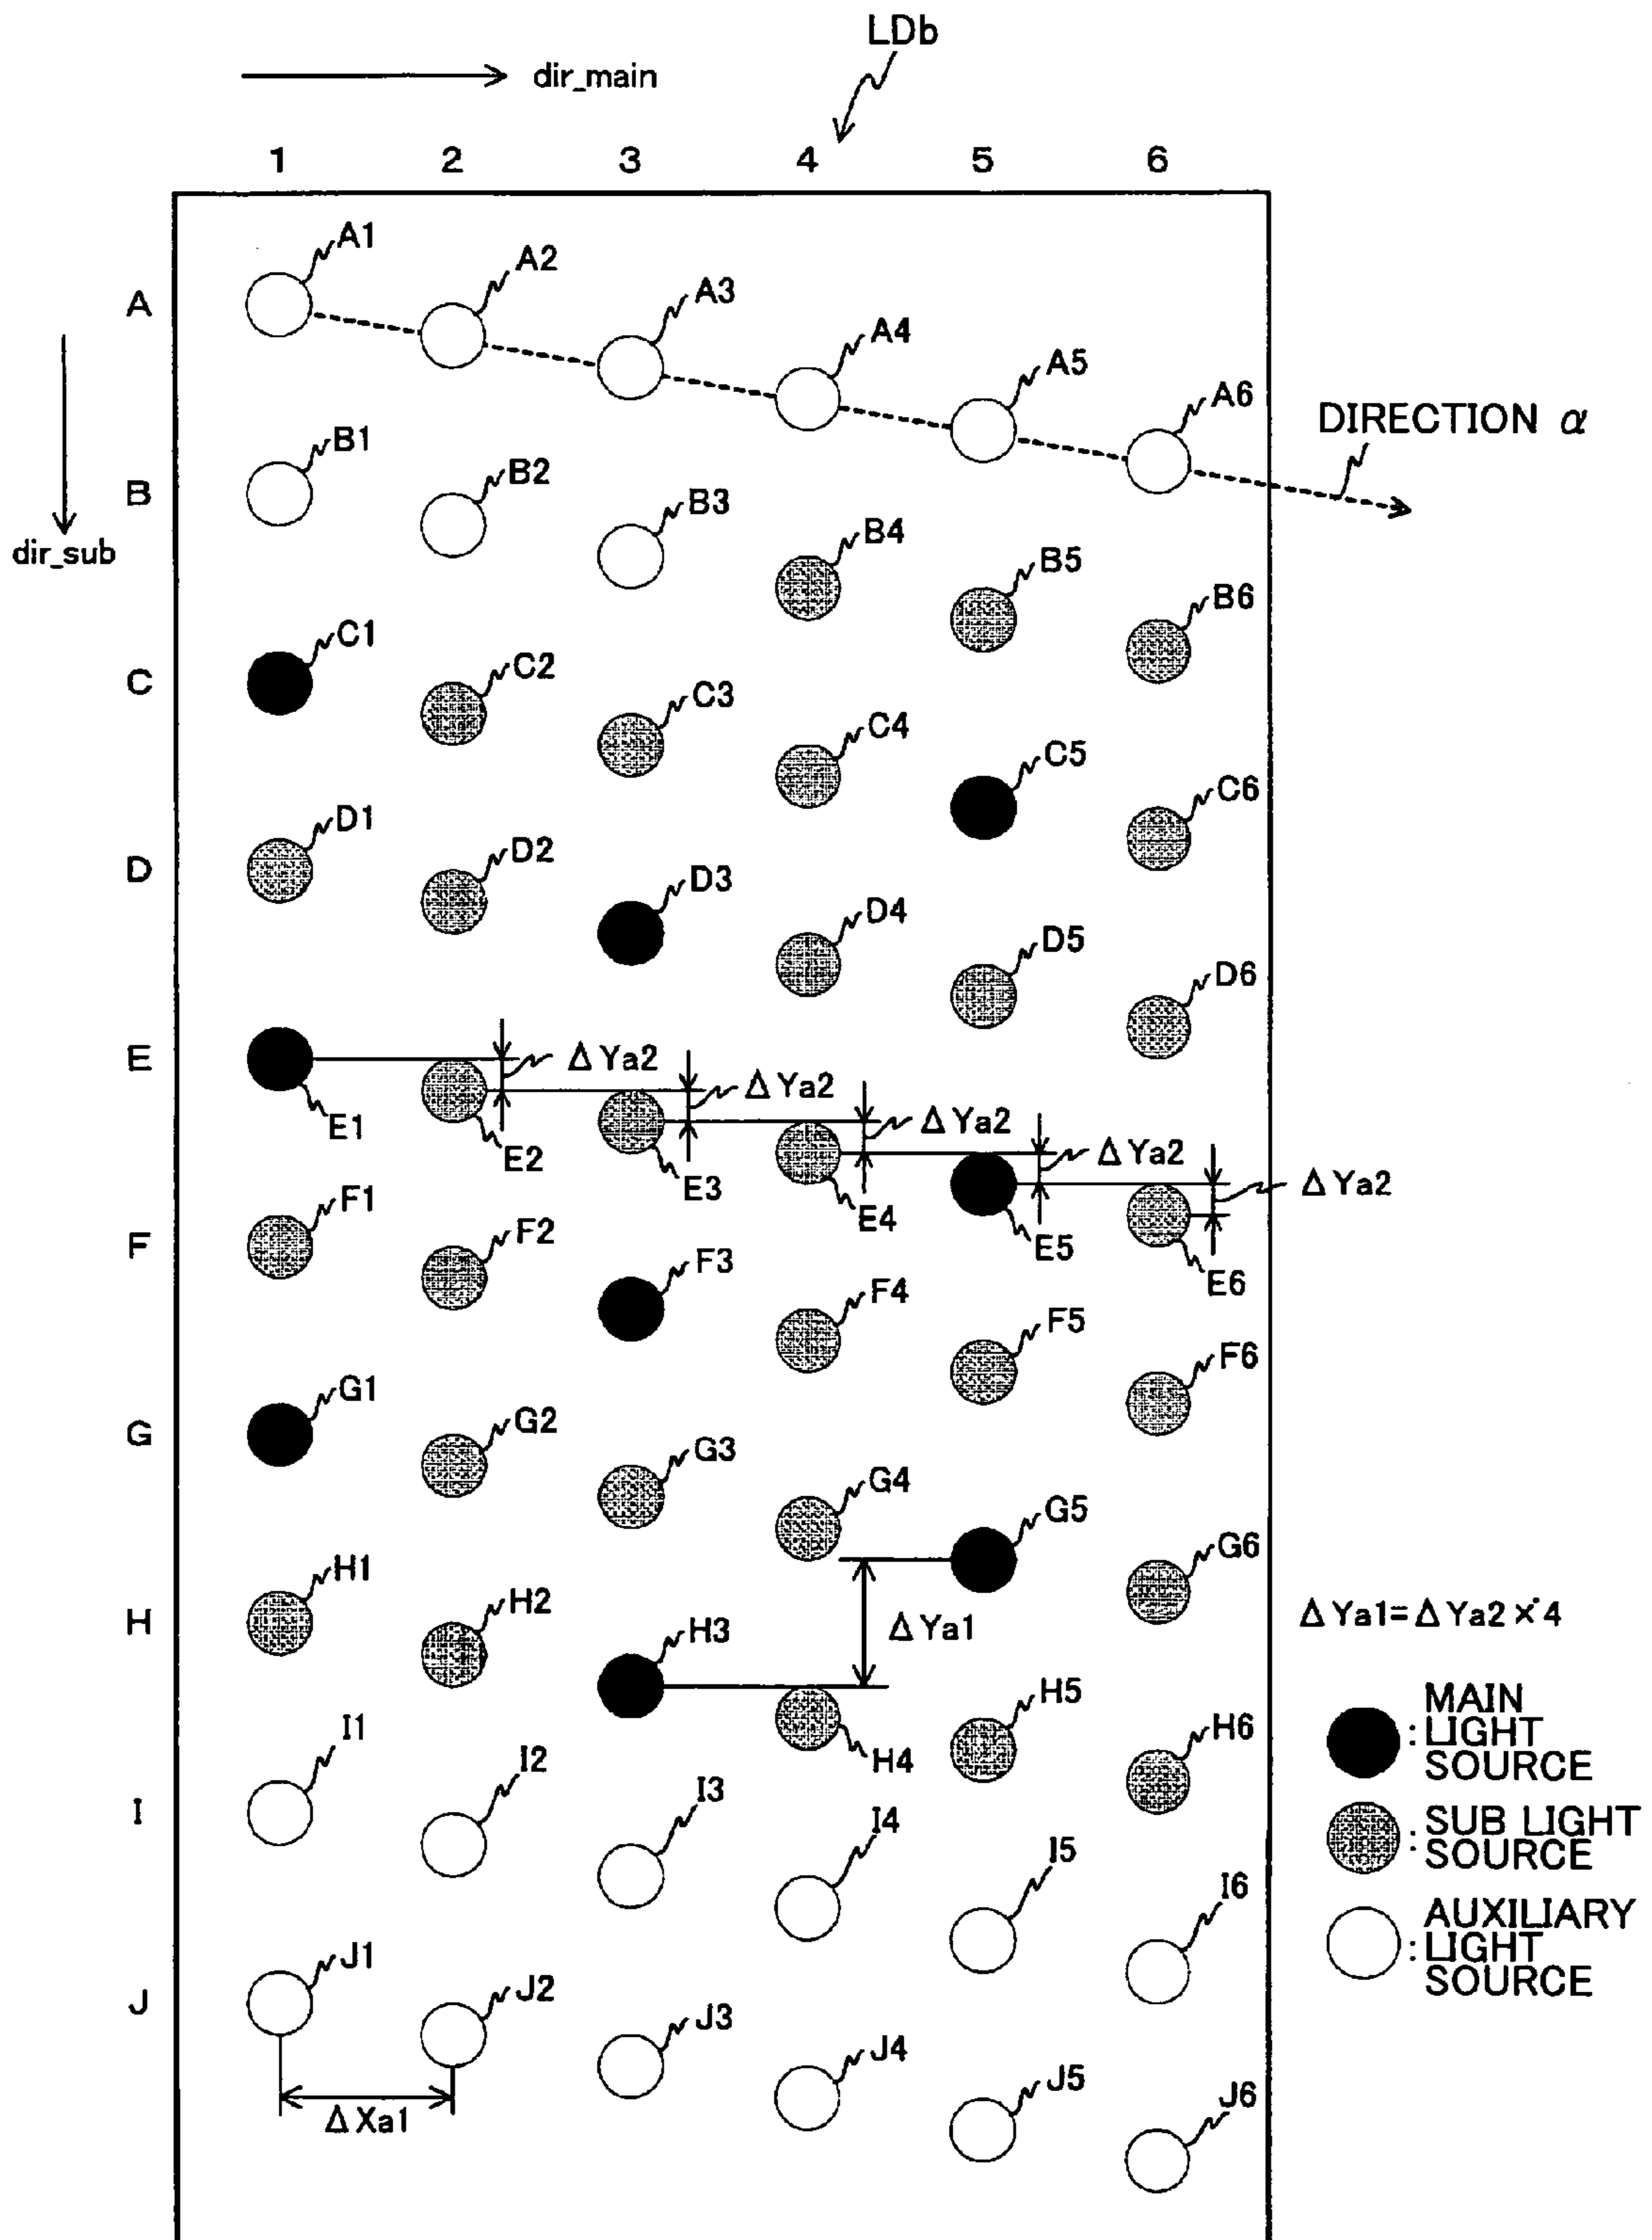 LDb
dir_main
1 2 3 4 5 6
A1
A2
A3
A4
A5
A6
A
DIRECTION α
B1
B2
B3
B4
B5
B6
B
dir_sub
C1
C2
C3
C4
C5
C6
C
D1
D2
D3
D4
D5
D6
D
E
ΔYa2
ΔYa2
ΔYa2
ΔYa2
ΔYa2
E1
E2
E3
E4
E5
E6
F1
F2
F3
F4
F5
F6
F
G1
G2
G3
G4
G5
G6
G
H1
H2
H3
H4
H5
H6
H
ΔYa1
ΔYa1=ΔYa2×4
MAIN
:LIGHT
SOURCE
I1
I2
I3
I4
I5
I6
I
:SUB LIGHT
SOURCE
AUXILIARY
:LIGHT
SOURCE
J1
J2
J3
J4
J5
J6
J
ΔXa1